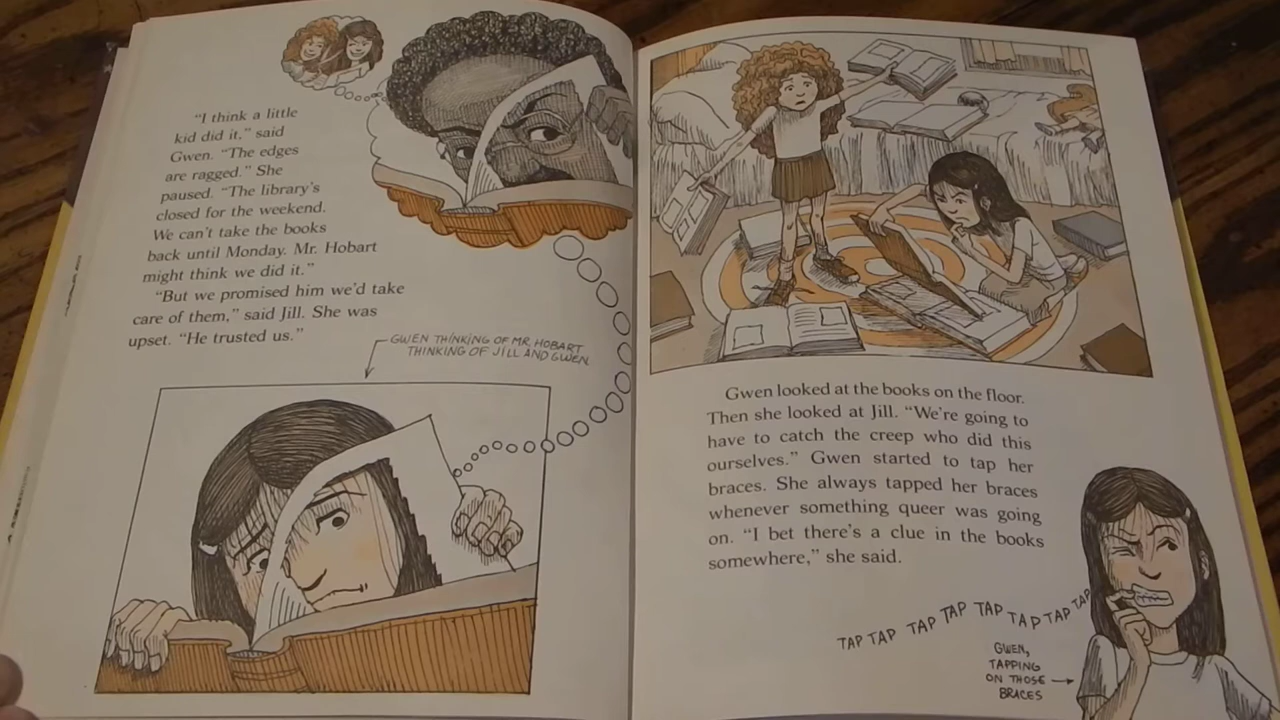 "I think a little
kid did it," said
Gwen. "The edges
are ragged." She
paused. "The library's
closed for the weekend.
We can't take the books
back until Monday. Mr. Hobart
might think we did it."
"But we promised him we'd take
care of them," said Jill. She was
upset. "He trusted us."
GWEN THINKING OF MR. HOBART
THINKING OF JILL AND GWEN
Gwen looked at the books on the floor.
Then she looked at Jill. "We're going to
have to catch the creep who did this
ourselves." Gwen started to tap her
braces. She always tapped her braces
whenever something queer was going
on. "I bet there's a clue in the books
somewhere," she said.
TAP TAP TAP TAP TAP TAP TAP TAP
GWEN,
TAPPING
ON THOSE
BRACES